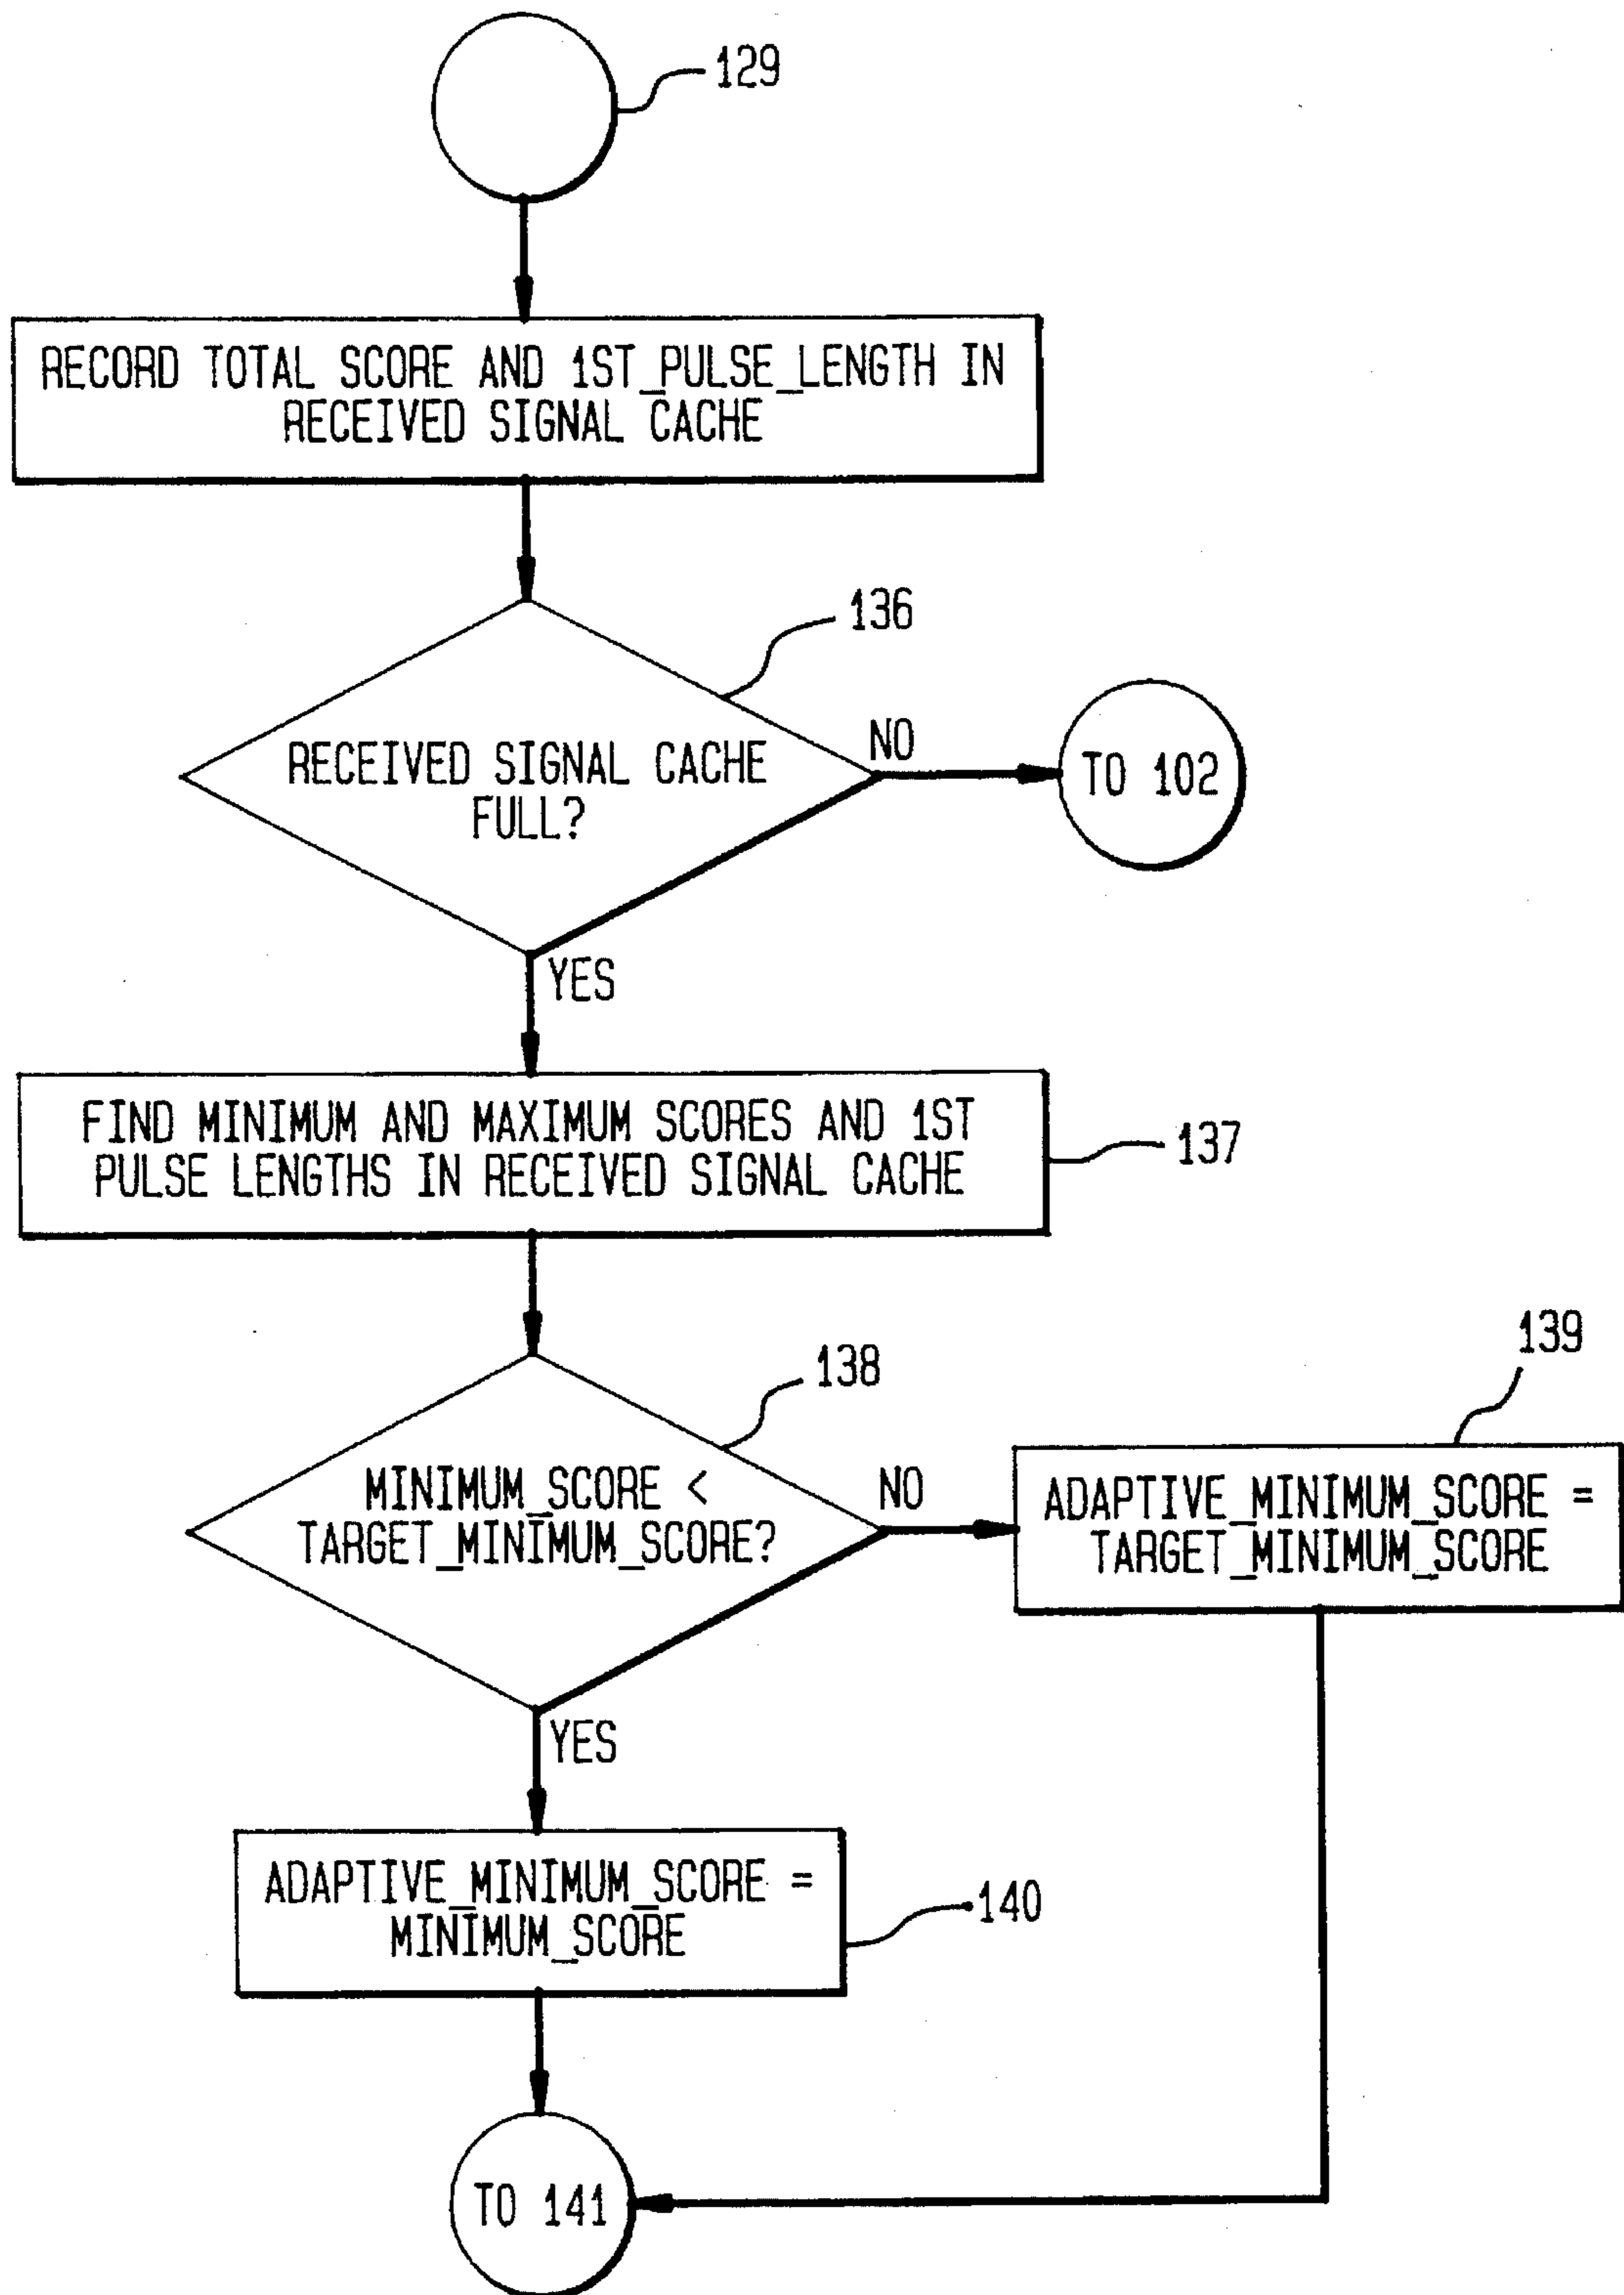 129
RECORD TOTAL SCORE AND 1ST_PULSE_LENGTH IN
RECEIVED SIGNAL CACHE
136
RECEIVED SIGNAL CACHE
FULL?
NO
TO 102
YES
FIND MINIMUM AND MAXIMUM SCORES AND 1ST
PULSE LENGTHS IN RECEIVED SIGNAL CACHE
137
138
MINIMUM_SCORE <
TARGET_MINIMUM_SCORE?
NO
139
ADAPTIVE_MINIMUM_SCORE =
TARGET_MINIMUM_SCORE
YES
ADAPTIVE_MINIMUM_SCORE =
MINIMUM_SCORE
140
TO 141